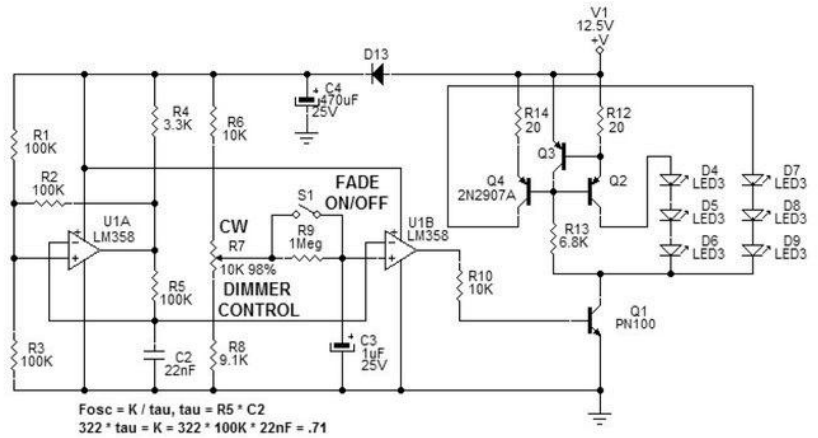 V1
12.5V
+V
D13
C4
470uF
25V
R14
20
R12
20
R4
3.3K
R6
10K
R1
100K
R2
100K
Q3
Q4
2N2907A
Q2
D4
LED3
D7
LED3
FADE
ON/OFF
S1
U1A
LM358
CW
R7
10K 98%
R9
1Meg
U1B
LM358
D5
LED3
D8
LED3
R13
6.8K
D6
LED3
D9
LED3
R5
100K
DIMMER
CONTROL
R10
10K
Q1
PN100
R3
100K
C2
22nF
R8
9.1K
C3
1uF
25V
Fosc = K / tau, tau = R5 * C2
322 * tau = K = 322 * 100K * 22nF = .71